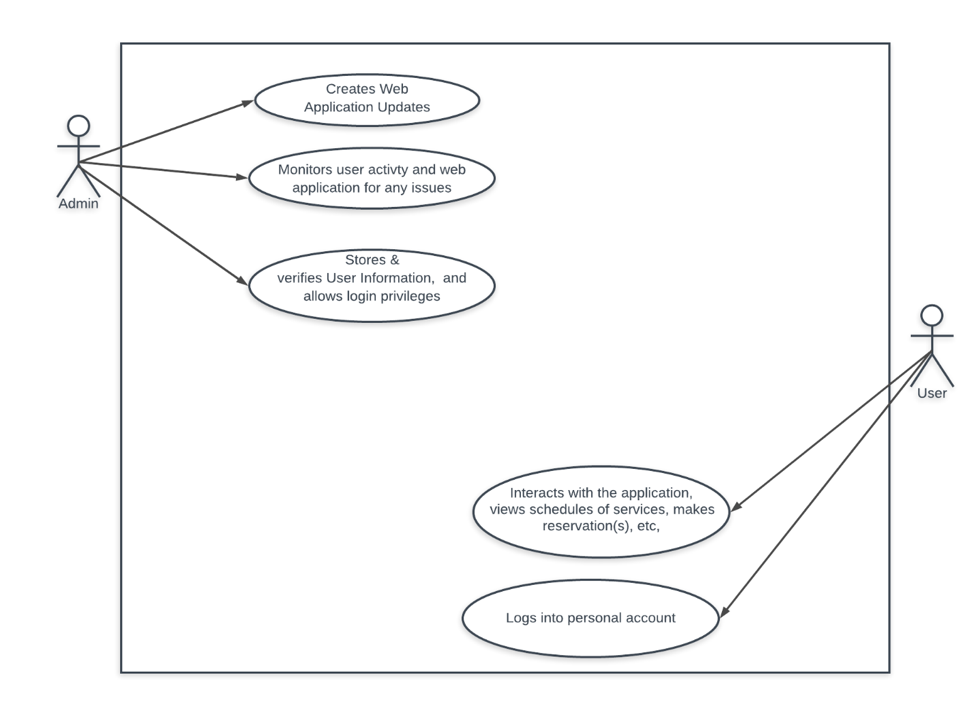 Creates Web
Application Updates
Monitors user activty and web
application for any issues
Admin
Stores &
verifies User Information,  and
allows login privileges
User
Interacts with the application,
views schedules of services, makes
reservation(s), etc,
Logs into personal account